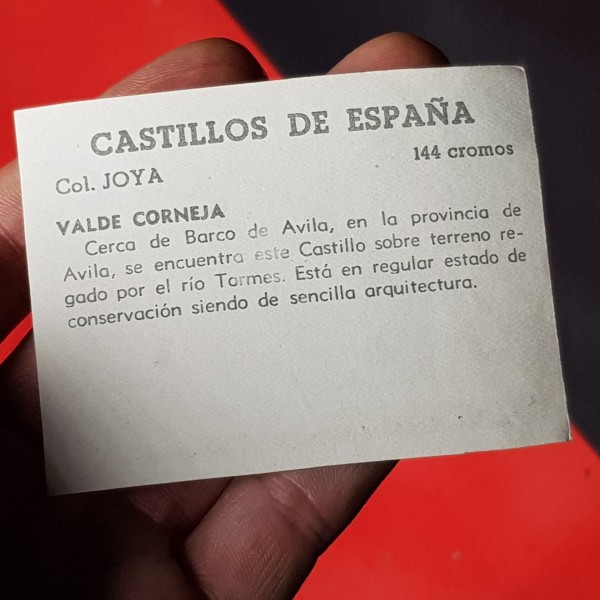 CASTILLOS DE ESPAÑA
Col. JOYA
144 cromos
VALDE CORNEJA
Cerca de Barco de Avila, en la provincia de
Avila, se encuentra este Castillo sobre terreno re-
gado por el río Tormes. Está en regular estado de
conservación siendo de sencilla arquitectura.